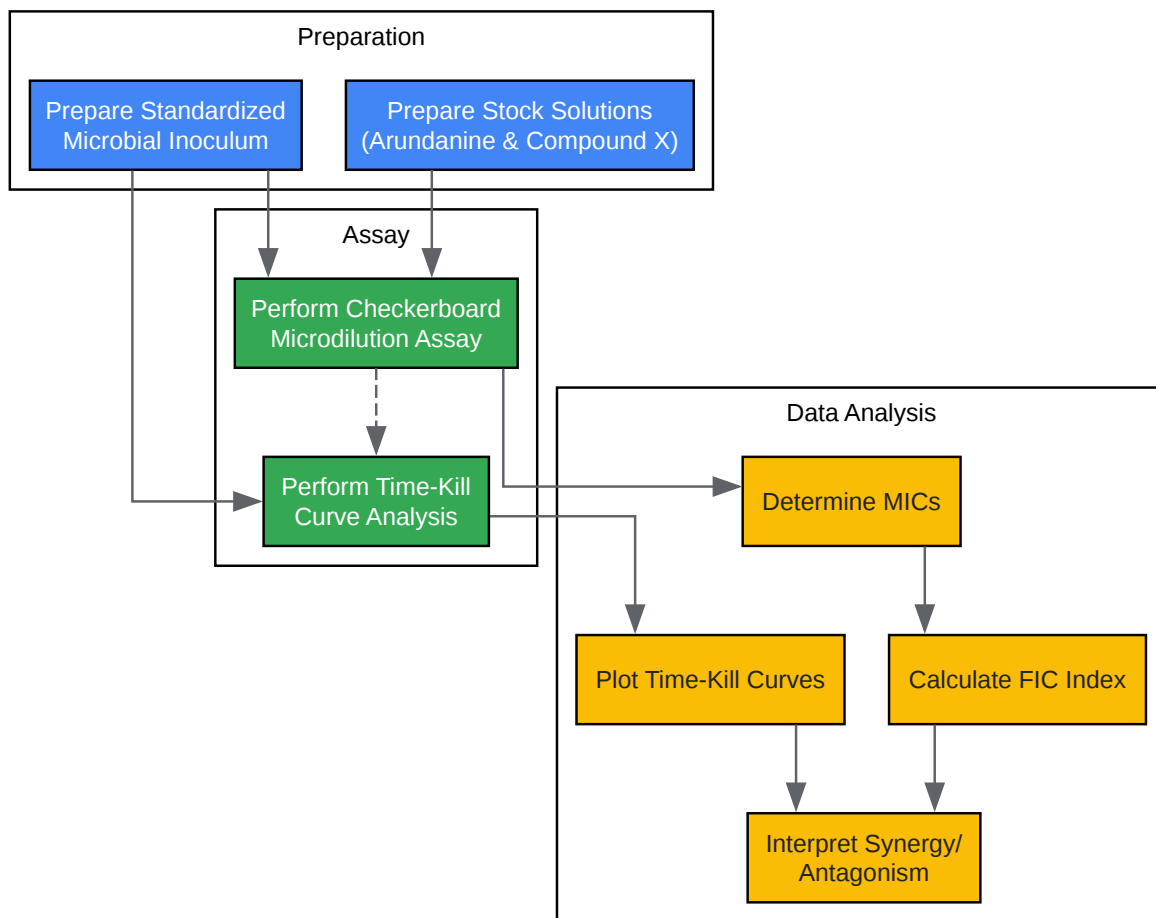 Preparation
Prepare Standardized
Microbial Inoculum
Prepare Stock Solutions
(Arundanine & Compound X)
Assay
Perform Checkerboard
Microdilution Assay
Perform Time-Kill
Curve Analysis
Data Analysis
Determine MICs
Plot Time-Kill Curves
Calculate FIC Index
Interpret Synergy/
Antagonism